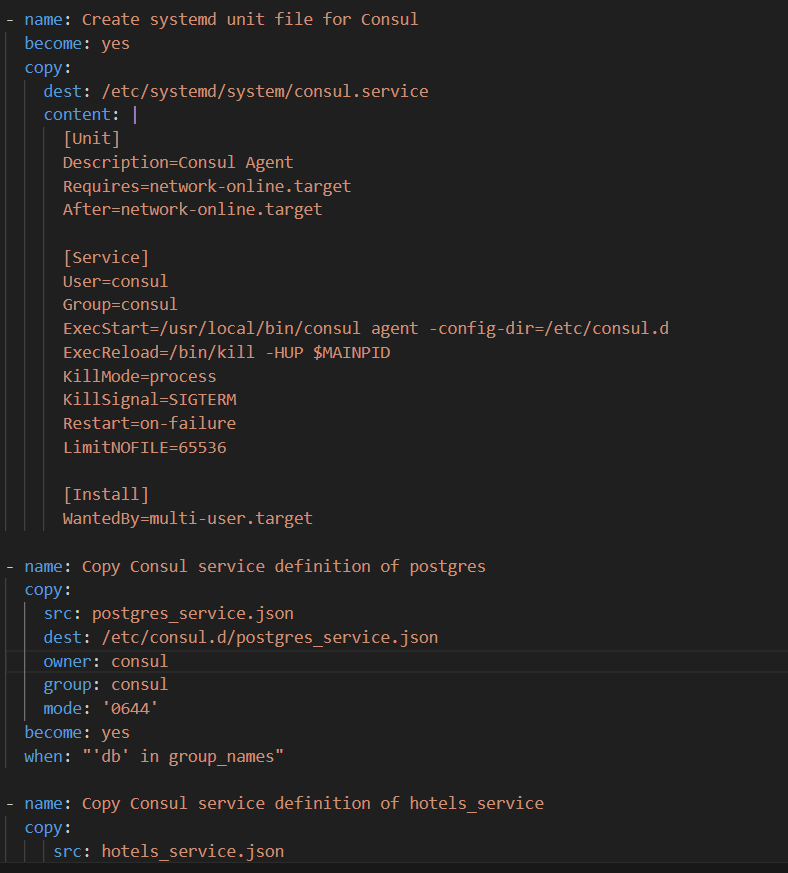 - name: Create systemd unit file for Consul
  become: yes
  copy:
    dest: /etc/systemd/system/consul.service
    content: |
      [Unit]
      Description=Consul Agent
      Requires=network-online.target
      After=network-online.target

      [Service]
      User=consul
      Group=consul
      ExecStart=/usr/local/bin/consul agent -config-dir=/etc/consul.d
      ExecReload=/bin/kill -HUP $MAINPID
      KillMode=process
      KillSignal=SIGTERM
      Restart=on-failure
      LimitNOFILE=65536

      [Install]
      WantedBy=multi-user.target

- name: Copy Consul service definition of postgres
  copy:
    src: postgres_service.json
    dest: /etc/consul.d/postgres_service.json
    owner: consul
    group: consul
    mode: '0644'
  become: yes
  when: "'db' in group_names"

- name: Copy Consul service definition of hotels_service
  copy:
     src: hotels_service.json